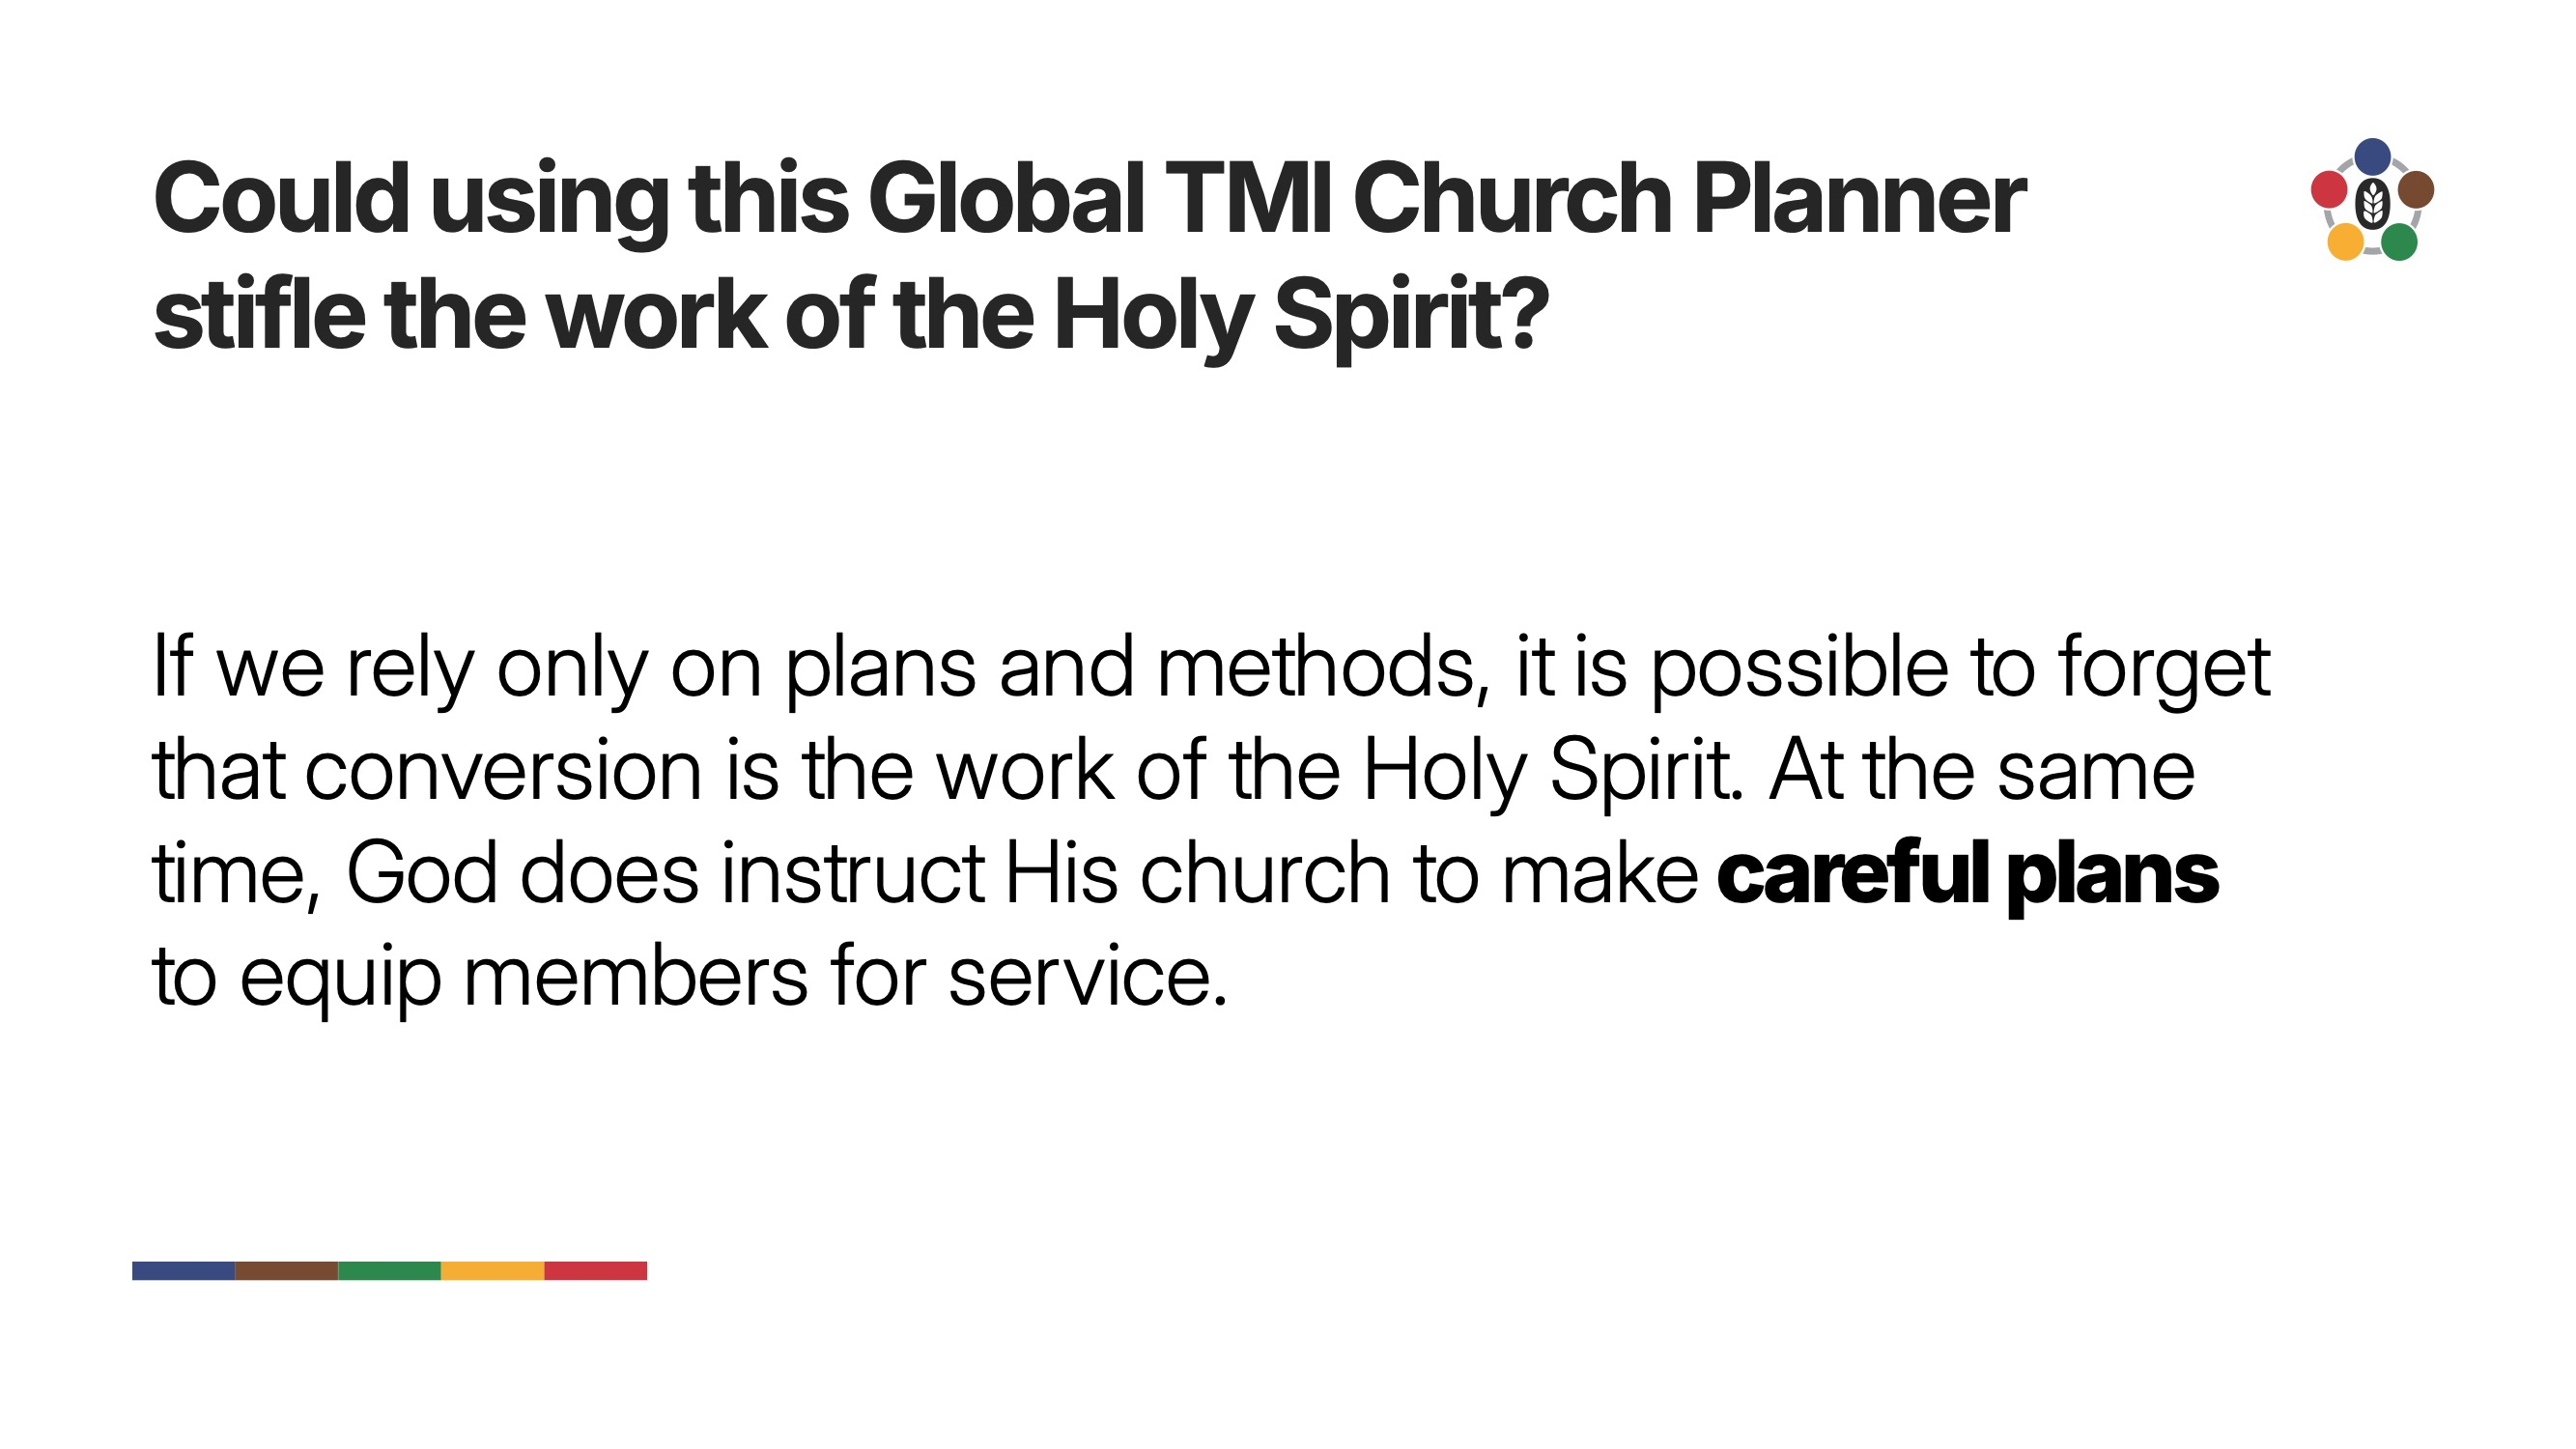 Could using this Global TMI Church Planner
stifle the work of the Holy Spirit?
If we rely only on plans and methods, it is possible to forget
that conversion is the work of the Holy Spirit. At the same
time, God does instruct His church to make careful plans
to equip members for service.